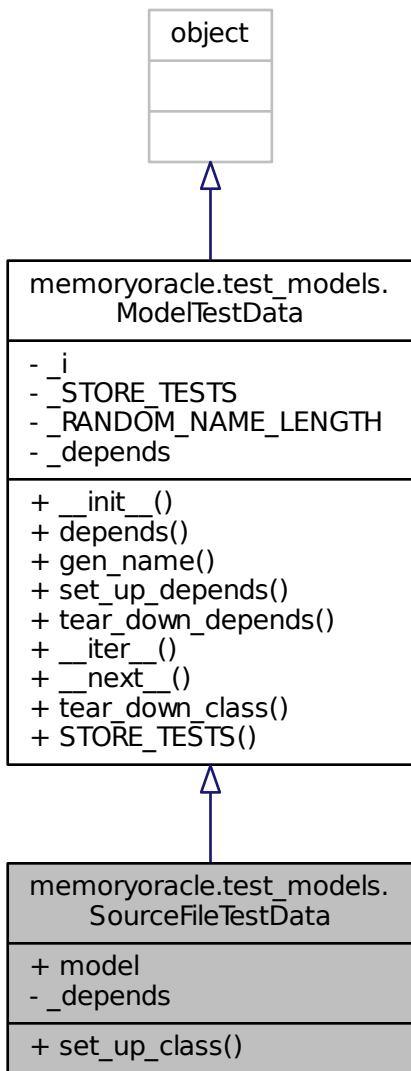 object
memoryoracle.test_models.
ModelTestData
- _i
- _STORE_TESTS
- _RANDOM_NAME_LENGTH
- _depends
+ __init__()
+ depends()
+ gen_name()
+ set_up_depends()
+ tear_down_depends()
+ __iter__()
+ __next__()
+ tear_down_class()
+ STORE_TESTS()
memoryoracle.test_models.
SourceFileTestData
+ model
- _depends
+ set_up_class()